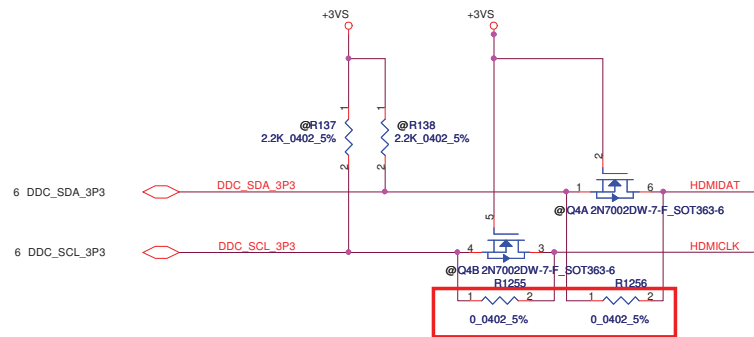 +3VS
+3VS
1
1
@R137
2.2K_0402_5%
@R138
2.2K_0402_5%
2
2
2
6 DDC_SDA_3P3
DDC_SDA_3P3
1
6
HDMIDAT
@Q4A 2N7002DW-7-F_SOT363-6
5
6 DDC_SCL_3P3
DDC_SCL_3P3
4
3
HDMICLK
@Q4B 2N7002DW-7-F_SOT363-6
R1255
R1256
1
2
1
2
0_0402_5%
0_0402_5%